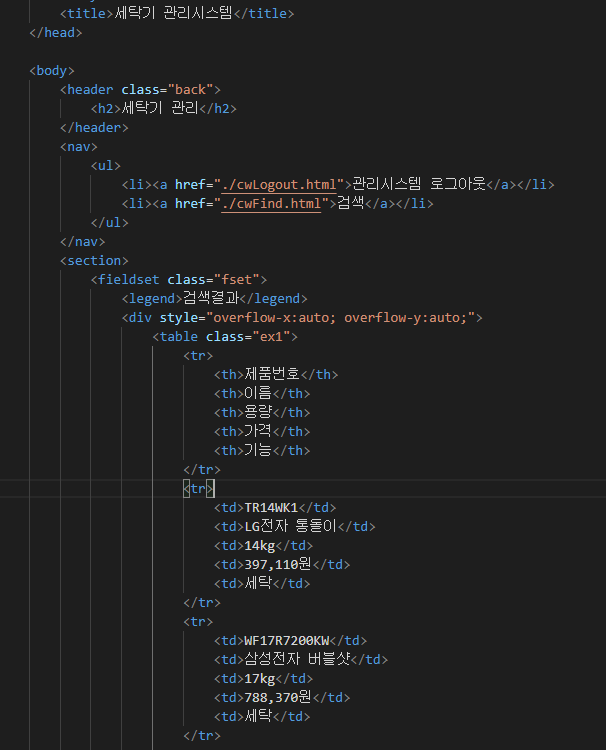 <title>세탁기 관리시스템</title>
</head>
<body>
<header class="back">
<h2>세탁기 관리</h2>
</header>
<nav>
<ul>
<li><a href="./cwLogout.html">관리시스템 로그아웃</a></li>
<li><a href="./cwFind.html">검색</a></li>
</ul>
</nav>
<section>
<fieldset class="fset">
<legend>검색결과</legend>
<div style="overflow-x:auto; overflow-y:auto;">
<table class="ex1">
<tr>
<th>제품번호</th>
<th>이름</th>
<th>용량</th>
<th>가격</th>
<th>기능</th>
</tr>
<tr>
<td>TR14WK1</td>
<td>LG전자 통돌이</td>
<td>14kg</td>
<td>397,110원</td>
<td>세탁</td>
</tr>
<tr>
<td>WF17R7200KW</td>
<td>삼성전자 버블샷</td>
<td>17kg</td>
<td>788,370원</td>
<td>세탁</td>
</tr>